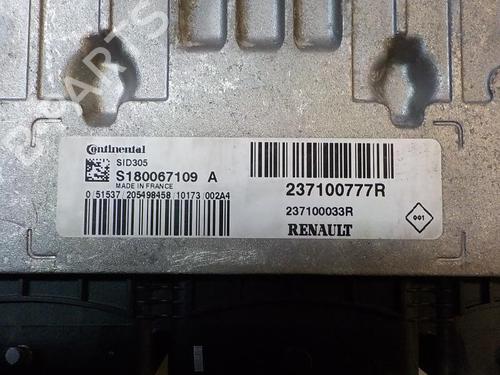 Continental
SID305
S180067109 A
MADE IN FRANCE
0/51537/205498458/10173/002A4
237100777R
237100033R
RENAULT
001